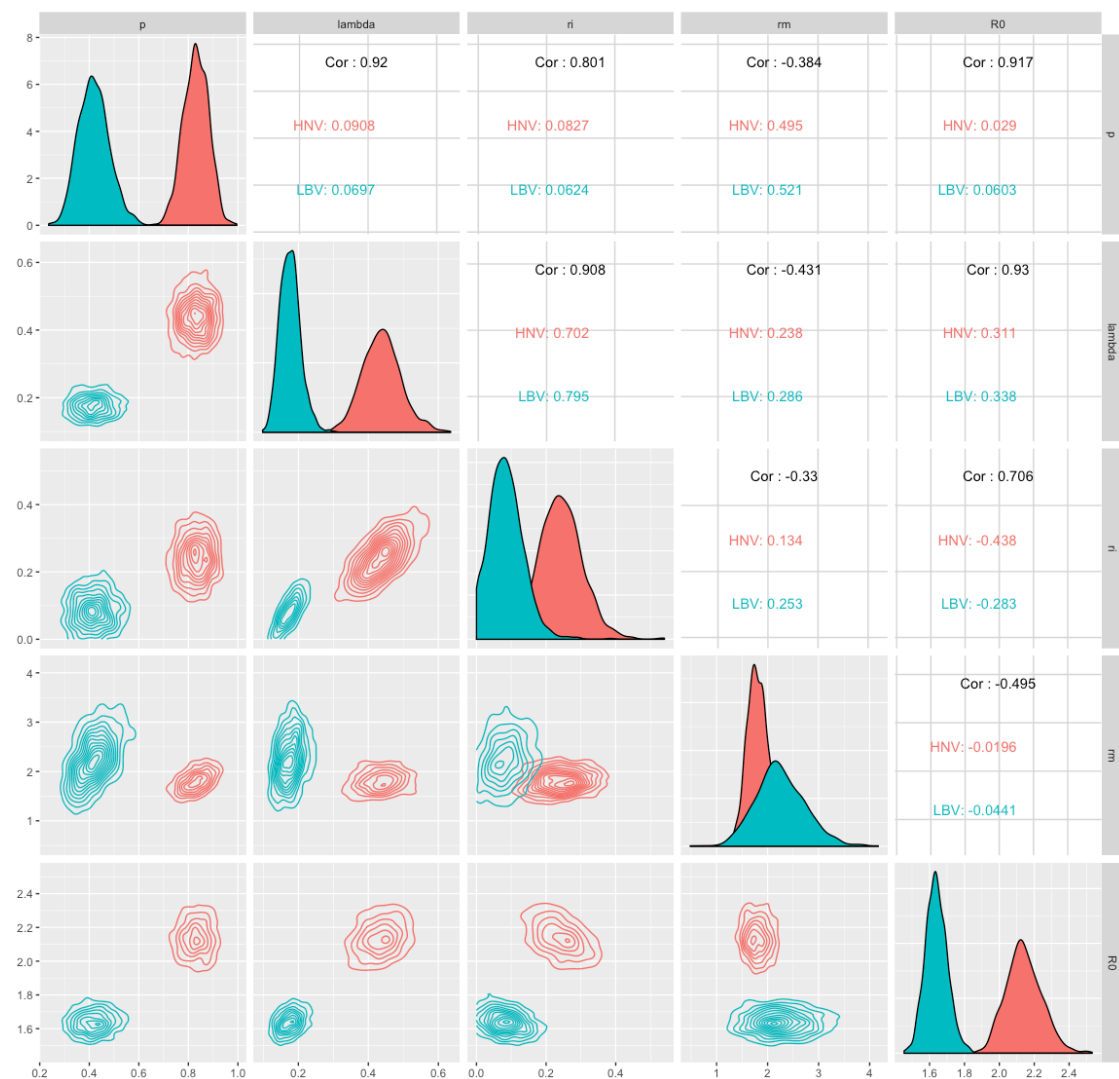 p lambda ri rm R0
8
6
4
2
0
Cor : 0.92 Cor : 0.801 Cor : -0.384 Cor : 0.917
HNV: 0.0908 HNV: 0.0827 HNV: 0.495 HNV: 0.029
LBV: 0.0697 LBV: 0.0624 LBV: 0.521 LBV: 0.0603
p
0.6
0.4
0.2
Cor : 0.908 Cor : -0.431 Cor : 0.93
HNV: 0.702 HNV: 0.238 HNV: 0.311
LBV: 0.795 LBV: 0.286 LBV: 0.338
lambda
0.4
0.2
0.0
Cor : -0.33 Cor : 0.706
HNV: 0.134 HNV: -0.438
LBV: 0.253 LBV: -0.283
ri
4
3
2
1
Cor : -0.495
HNV: -0.0196
LBV: -0.0441
rm
2.4
2.2
2.0
1.8
1.6
R0
0.2 0.4 0.6 0.8 1.0 0.2 0.4 0.6 0.0 0.2 0.4 1 2 3 4 1.6 1.8 2.0 2.2 2.4